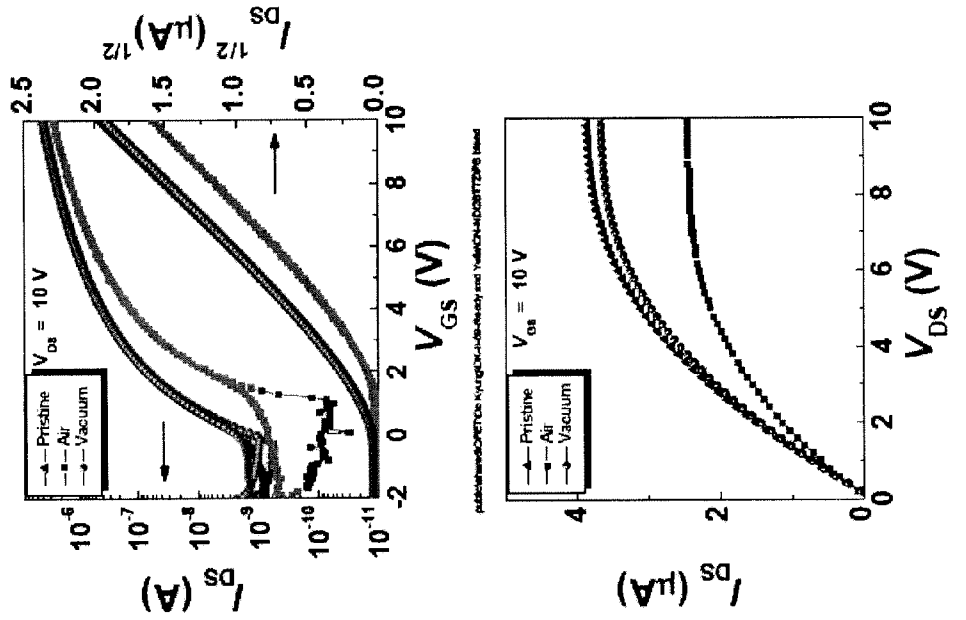 V_DS = 10 V
Pristine
Air
Vacuum
I_DS (A)
10^-6
10^-7
10^-8
10^-9
10^-10
10^-11
I_DS^1/2 (μA)^1/2
2.5
2.0
1.5
1.0
0.5
0.0
-2 0 2 4 6 8 10
V_GS (V)
V_GS = 10 V
Pristine
Air
Vacuum
I_DS (μA)
4
2
0
0 2 4 6 8 10
V_DS (V)